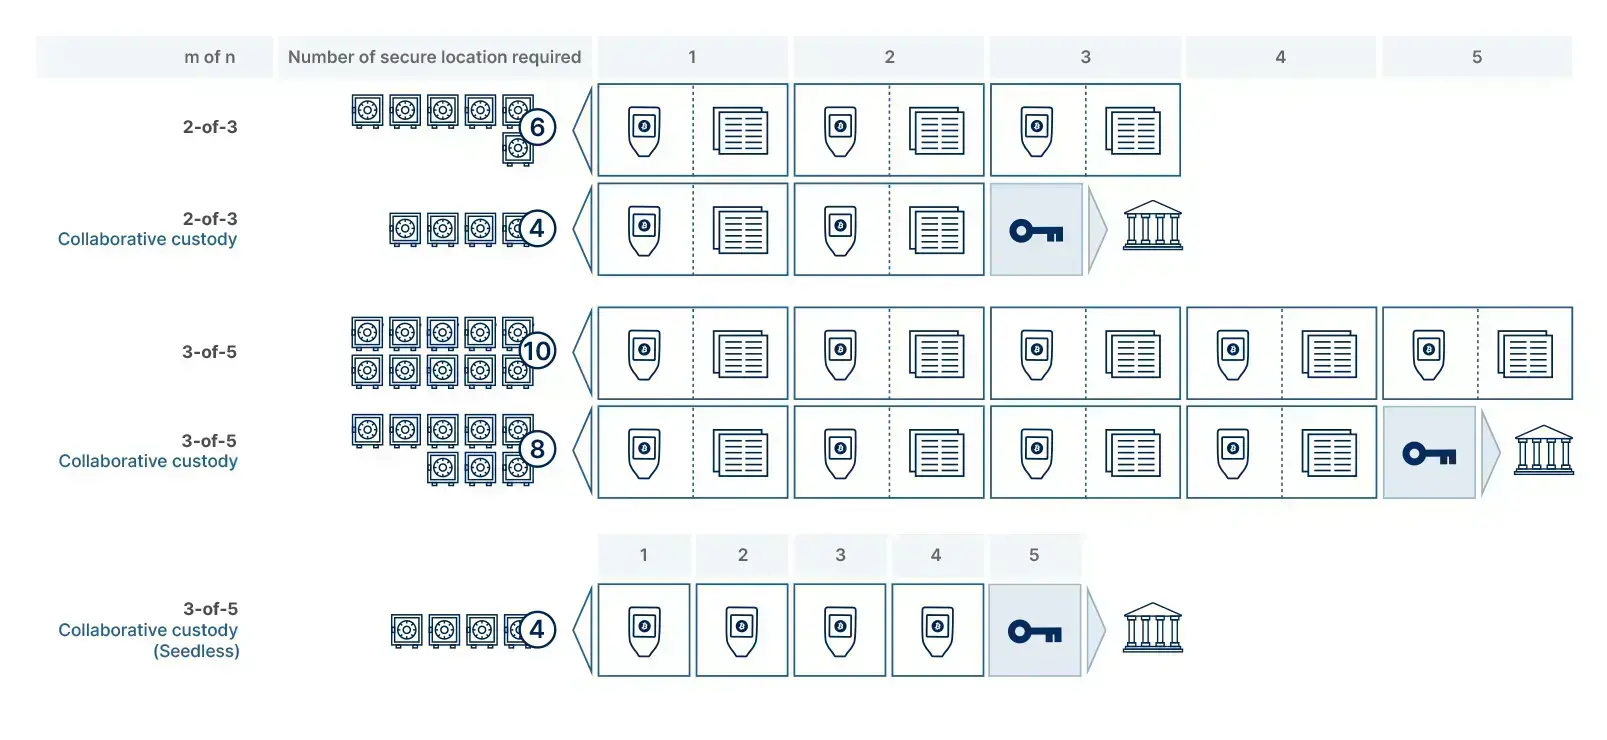 m of n
Number of secure location required
1
2
3
4
5
2-of-3
6
2-of-3
Collaborative custody
4
3-of-5
10
3-of-5
Collaborative custody
8
1
2
3
4
5
3-of-5
Collaborative custody
(Seedless)
4